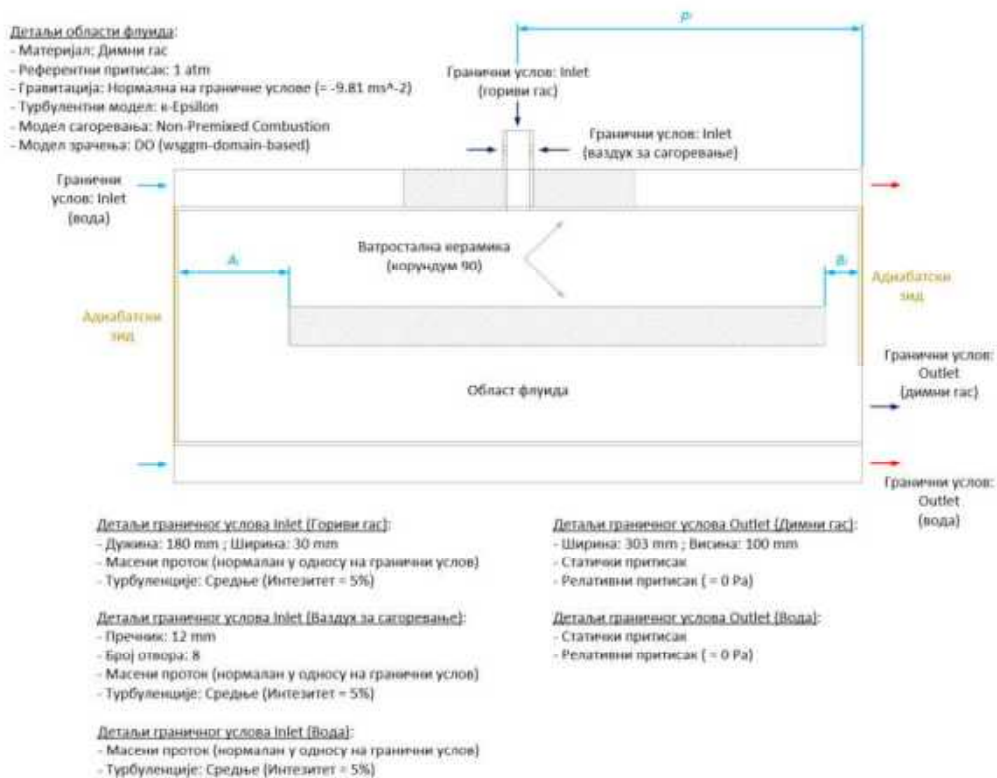 Детаљи области флуида:
- Материјал: Димни гас
- Референтни притисак: 1 atm
- Гравитација: Нормална на граничне услове (= -9.81 ms^-2)
- Турбулентни модел: κ-Epsilon
- Модел сагоревања: Non-Premixed Combustion
- Модел зрачења: DO (wsggm-domain-based)
Pᵢ
Гранични услов: Inlet
(гориви гас)
Гранични услов: Inlet
(ваздух за сагоревање)
Гранични
услов: Inlet
(вода)
Ватростална керамика
(корундум 90)
Aᵢ
Bᵢ
Адиабатски
зид
Адиабатски
зид
Област флуида
Гранични услов:
Outlet
(димни гас)
Гранични услов:
Outlet
(вода)
Детаљи граничног услова Inlet (Гориви гас):
- Дужина: 180 mm ; Ширина: 30 mm
- Масени проток (нормалан у односу на гранични услов)
- Турбуленције: Средње (Интезитет = 5%)
Детаљи граничног услова Inlet (Ваздух за сагоревање):
- Пречник: 12 mm
- Број отвора: 8
- Масени проток (нормалан у односу на гранични услов)
- Турбуленције: Средње (Интезитет = 5%)
Детаљи граничног услова Inlet (Вода):
- Масени проток (нормалан у односу на гранични услов)
- Турбуленције: Средње (Интезитет = 5%)
Детаљи граничног услова Outlet (Димни гас):
- Ширина: 303 mm ; Висина: 100 mm
- Статички притисак
- Релативни притисак ( = 0 Pa)
Детаљи граничног услова Outlet (Вода):
- Статички притисак
- Релативни притисак ( = 0 Pa)